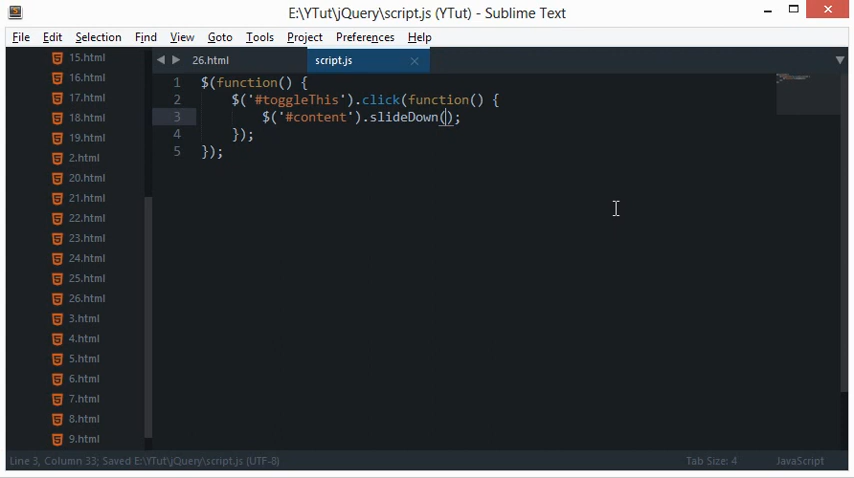 E:\YTut\jQuery\script.js (YTut) - Sublime Text
File Edit Selection Find View Goto Tools Project Preferences Help
15.html
16.html
17.html
18.html
19.html
2.html
20.html
21.html
22.html
23.html
24.html
25.html
26.html
3.html
4.html
5.html
6.html
7.html
8.html
9.html
26.html script.js
1 $(function() {
2 $('#toggleThis').click(function() {
3 $('#content').slideDown();
4 });
5 });
Line 3, Column 33; Saved E:\YTut\jQuery\script.js (UTF-8) Tab Size: 4 JavaScript